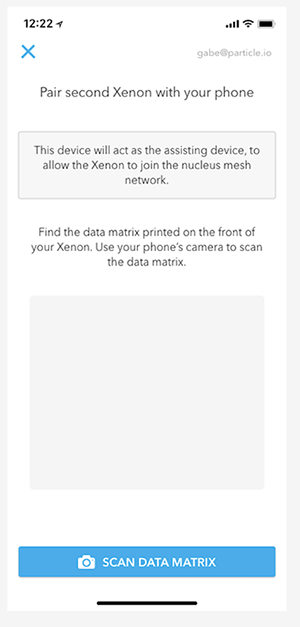 12:22
gabe@particle.io
Pair second Xenon with your phone
This device will act as the assisting device, to
allow the Xenon to join the nucleus mesh
network.
Find the data matrix printed on the front of
your Xenon. Use your phone's camera to scan
the data matrix.
SCAN DATA MATRIX